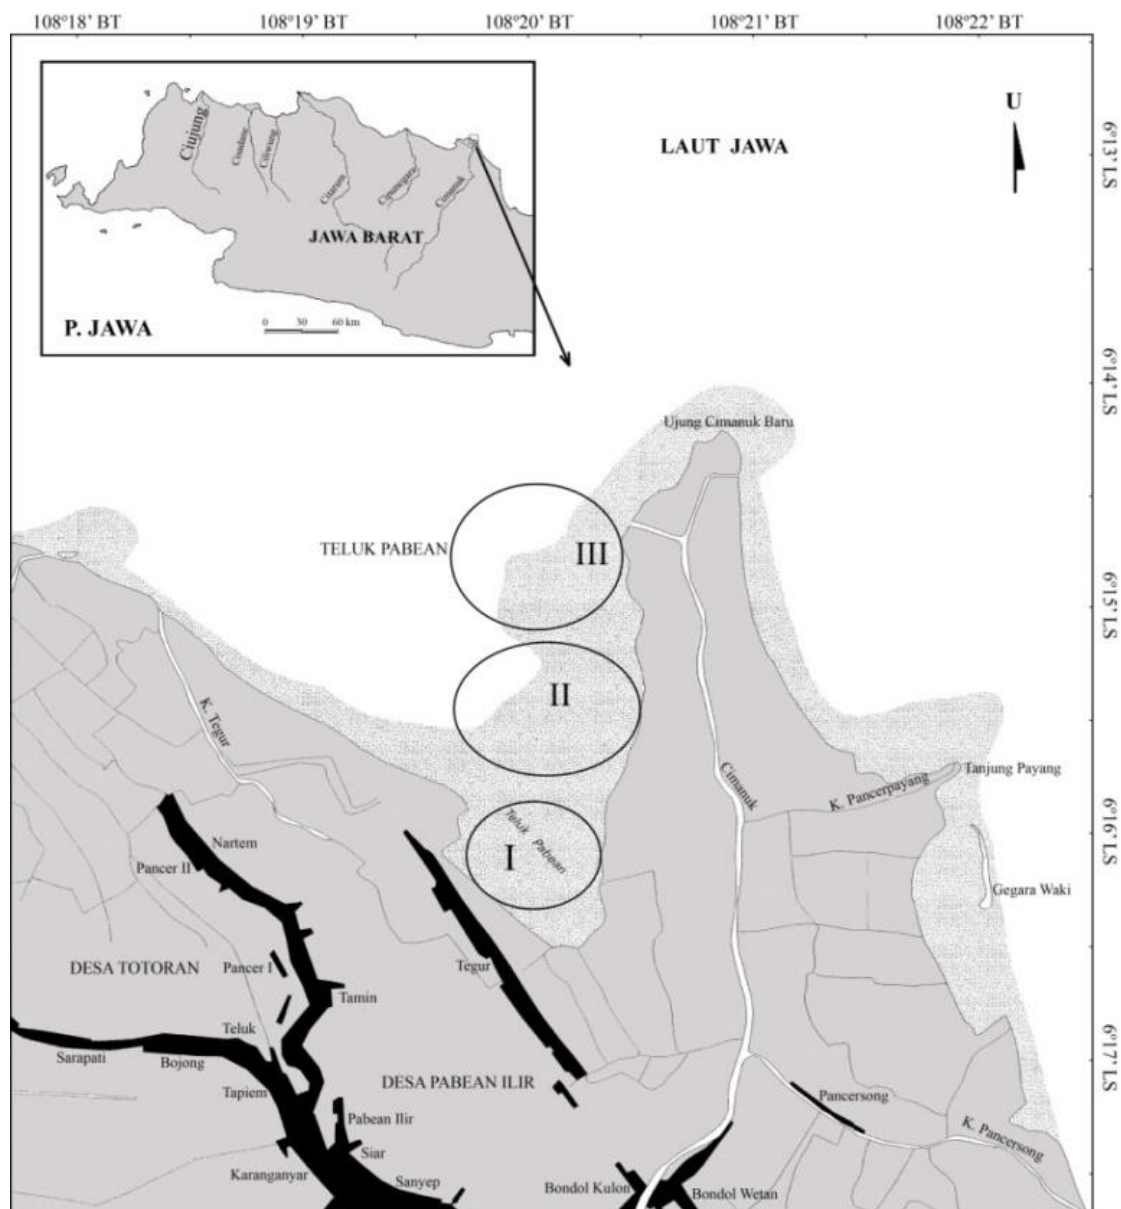 108°18' BT
108°19' BT
108°20' BT
108°21' BT
108°22' BT
Ciujung
Ciliwung
Citarum
Cipunegara
Cimanuk
JAWA BARAT
P. JAWA
0 30 60 km
LAUT JAWA
U
6°13' LS
6°14' LS
Ujung Cimanuk Baru
TELUK PABEAN
III
6°15' LS
II
K. Tegur
Cimanuk
Tanjung Payang
K. Pancerpayang
Teluk Pabean
I
6°16' LS
Nartem
Pancer II
Gegara Waki
DESA TOTORAN
Pancer I
Tegur
Tamin
Teluk
Sarapati
Bojong
6°17' LS
Tapiem
DESA PABEAN ILIR
Pancersong
Pabean Ilir
Siar
K. Pancersong
Karanganyar
Sanyep
Bondol Kulon
Bondol Wetan